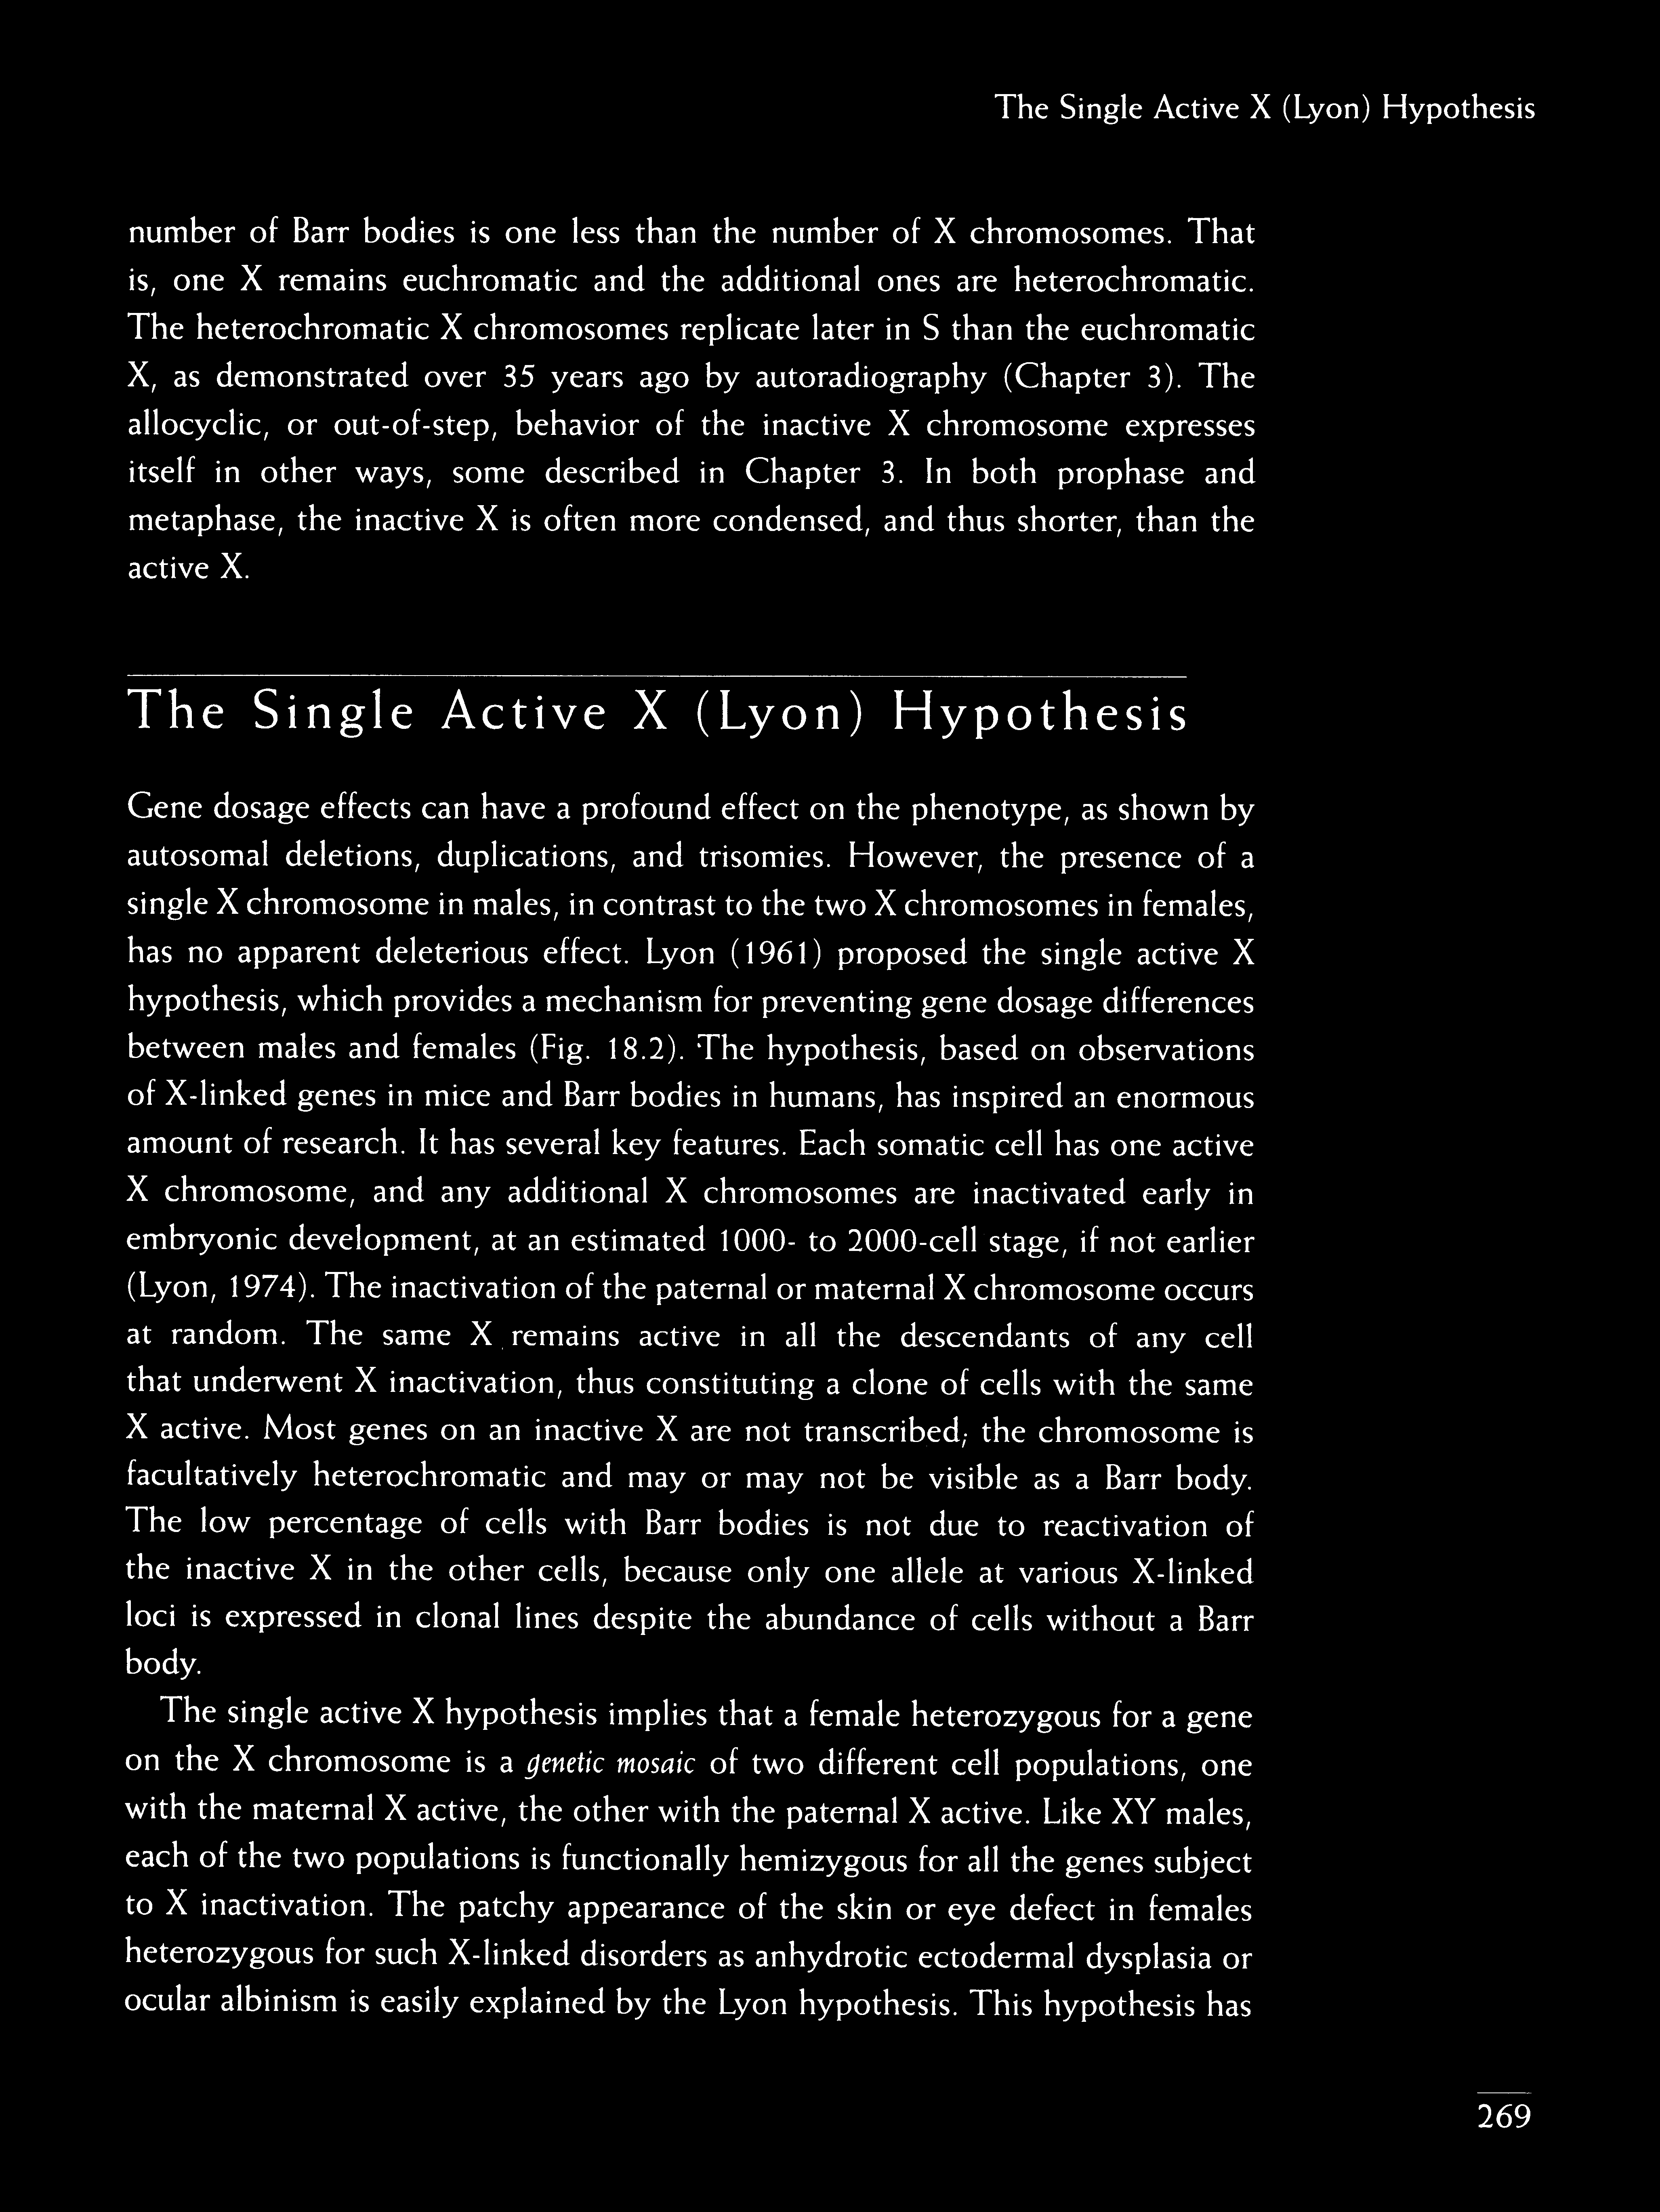 The Single Active X (Lyon) Hypothesis
number of Barr bodies is one less than the number of X chromosomes. That
is, one X remains euchromatic and the additional ones are heterochromatic.
The heterochromatic X chromosomes replicate later in S than the euchromatic
X, as demonstrated over 35 years ago by autoradiography (Chapter 3). The
allocyclic, or out-of-step, behavior of the inactive X chromosome expresses
itself in other ways, some described in Chapter 3. In both prophase and
metaphase, the inactive X is often more condensed, and thus shorter, than the
active X.
The Single Active X (Lyon) Hypothesis
Gene dosage effects can have a profound effect on the phenotype, as shown by
autosomal deletions, duplications, and trisomies. However, the presence of a
single X chromosome in males, in contrast to the two X chromosomes in females,
has no apparent deleterious effect. Lyon (1961) proposed the single active X
hypothesis, which provides a mechanism for preventing gene dosage differences
between males and females (Fig. 18.2). The hypothesis, based on observations
of X-linked genes in mice and Barr bodies in humans, has inspired an enormous
amount of research. It has several key features. Each somatic cell has one active
X chromosome, and any additional X chromosomes are inactivated early in
embryonic development, at an estimated 1000- to 2000-cell stage, if not earlier
(Lyon, 1974). The inactivation of the paternal or maternal X chromosome occurs
at random. The same X remains active in all the descendants of any cell
that underwent X inactivation, thus constituting a clone of cells with the same
X active. Most genes on an inactive X are not transcribed; the chromosome is
facultatively heterochromatic and may or may not be visible as a Barr body.
The low percentage of cells with Barr bodies is not due to reactivation of
the inactive X in the other cells, because only one allele at various X-linked
loci is expressed in clonal lines despite the abundance of cells without a Barr
body.
The single active X hypothesis implies that a female heterozygous for a gene
on the X chromosome is a genetic mosaic of two different cell populations, one
with the maternal X active, the other with the paternal X active. Like XY males,
each of the two populations is functionally hemizygous for all the genes subject
to X inactivation. The patchy appearance of the skin or eye defect in females
heterozygous for such X-linked disorders as anhydrotic ectodermal dysplasia or
ocular albinism is easily explained by the Lyon hypothesis. This hypothesis has
269